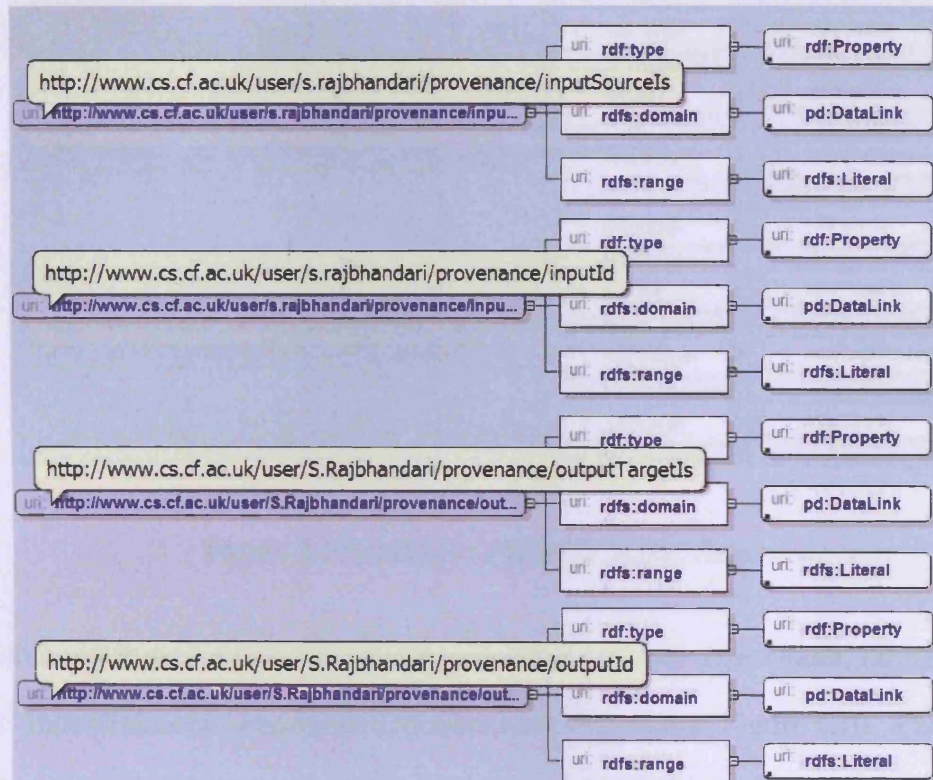 uri: rdf:type uri: rdf:Property
http://www.cs.cf.ac.uk/user/s.rajbhandari/provenance/inputSourceIs
uri: http://www.cs.cf.ac.uk/user/s.rajbhandari/provenance/inpu... uri: rdfs:domain uri: pd:DataLink
uri: rdfs:range uri: rdfs:Literal
uri: rdf:type uri: rdf:Property
http://www.cs.cf.ac.uk/user/s.rajbhandari/provenance/inputId
uri: http://www.cs.cf.ac.uk/user/s.rajbhandari/provenance/inpu... uri: rdfs:domain uri: pd:DataLink
uri: rdfs:range uri: rdfs:Literal
uri: rdf:type uri: rdf:Property
http://www.cs.cf.ac.uk/user/S.Rajbhandari/provenance/outputTargetIs
uri: http://www.cs.cf.ac.uk/user/S.Rajbhandari/provenance/out... uri: rdfs:domain uri: pd:DataLink
uri: rdfs:range uri: rdfs:Literal
uri: rdf:type uri: rdf:Property
http://www.cs.cf.ac.uk/user/S.Rajbhandari/provenance/outputId
uri: http://www.cs.cf.ac.uk/user/S.Rajbhandari/provenance/out... uri: rdfs:domain uri: pd:DataLink
uri: rdfs:range uri: rdfs:Literal